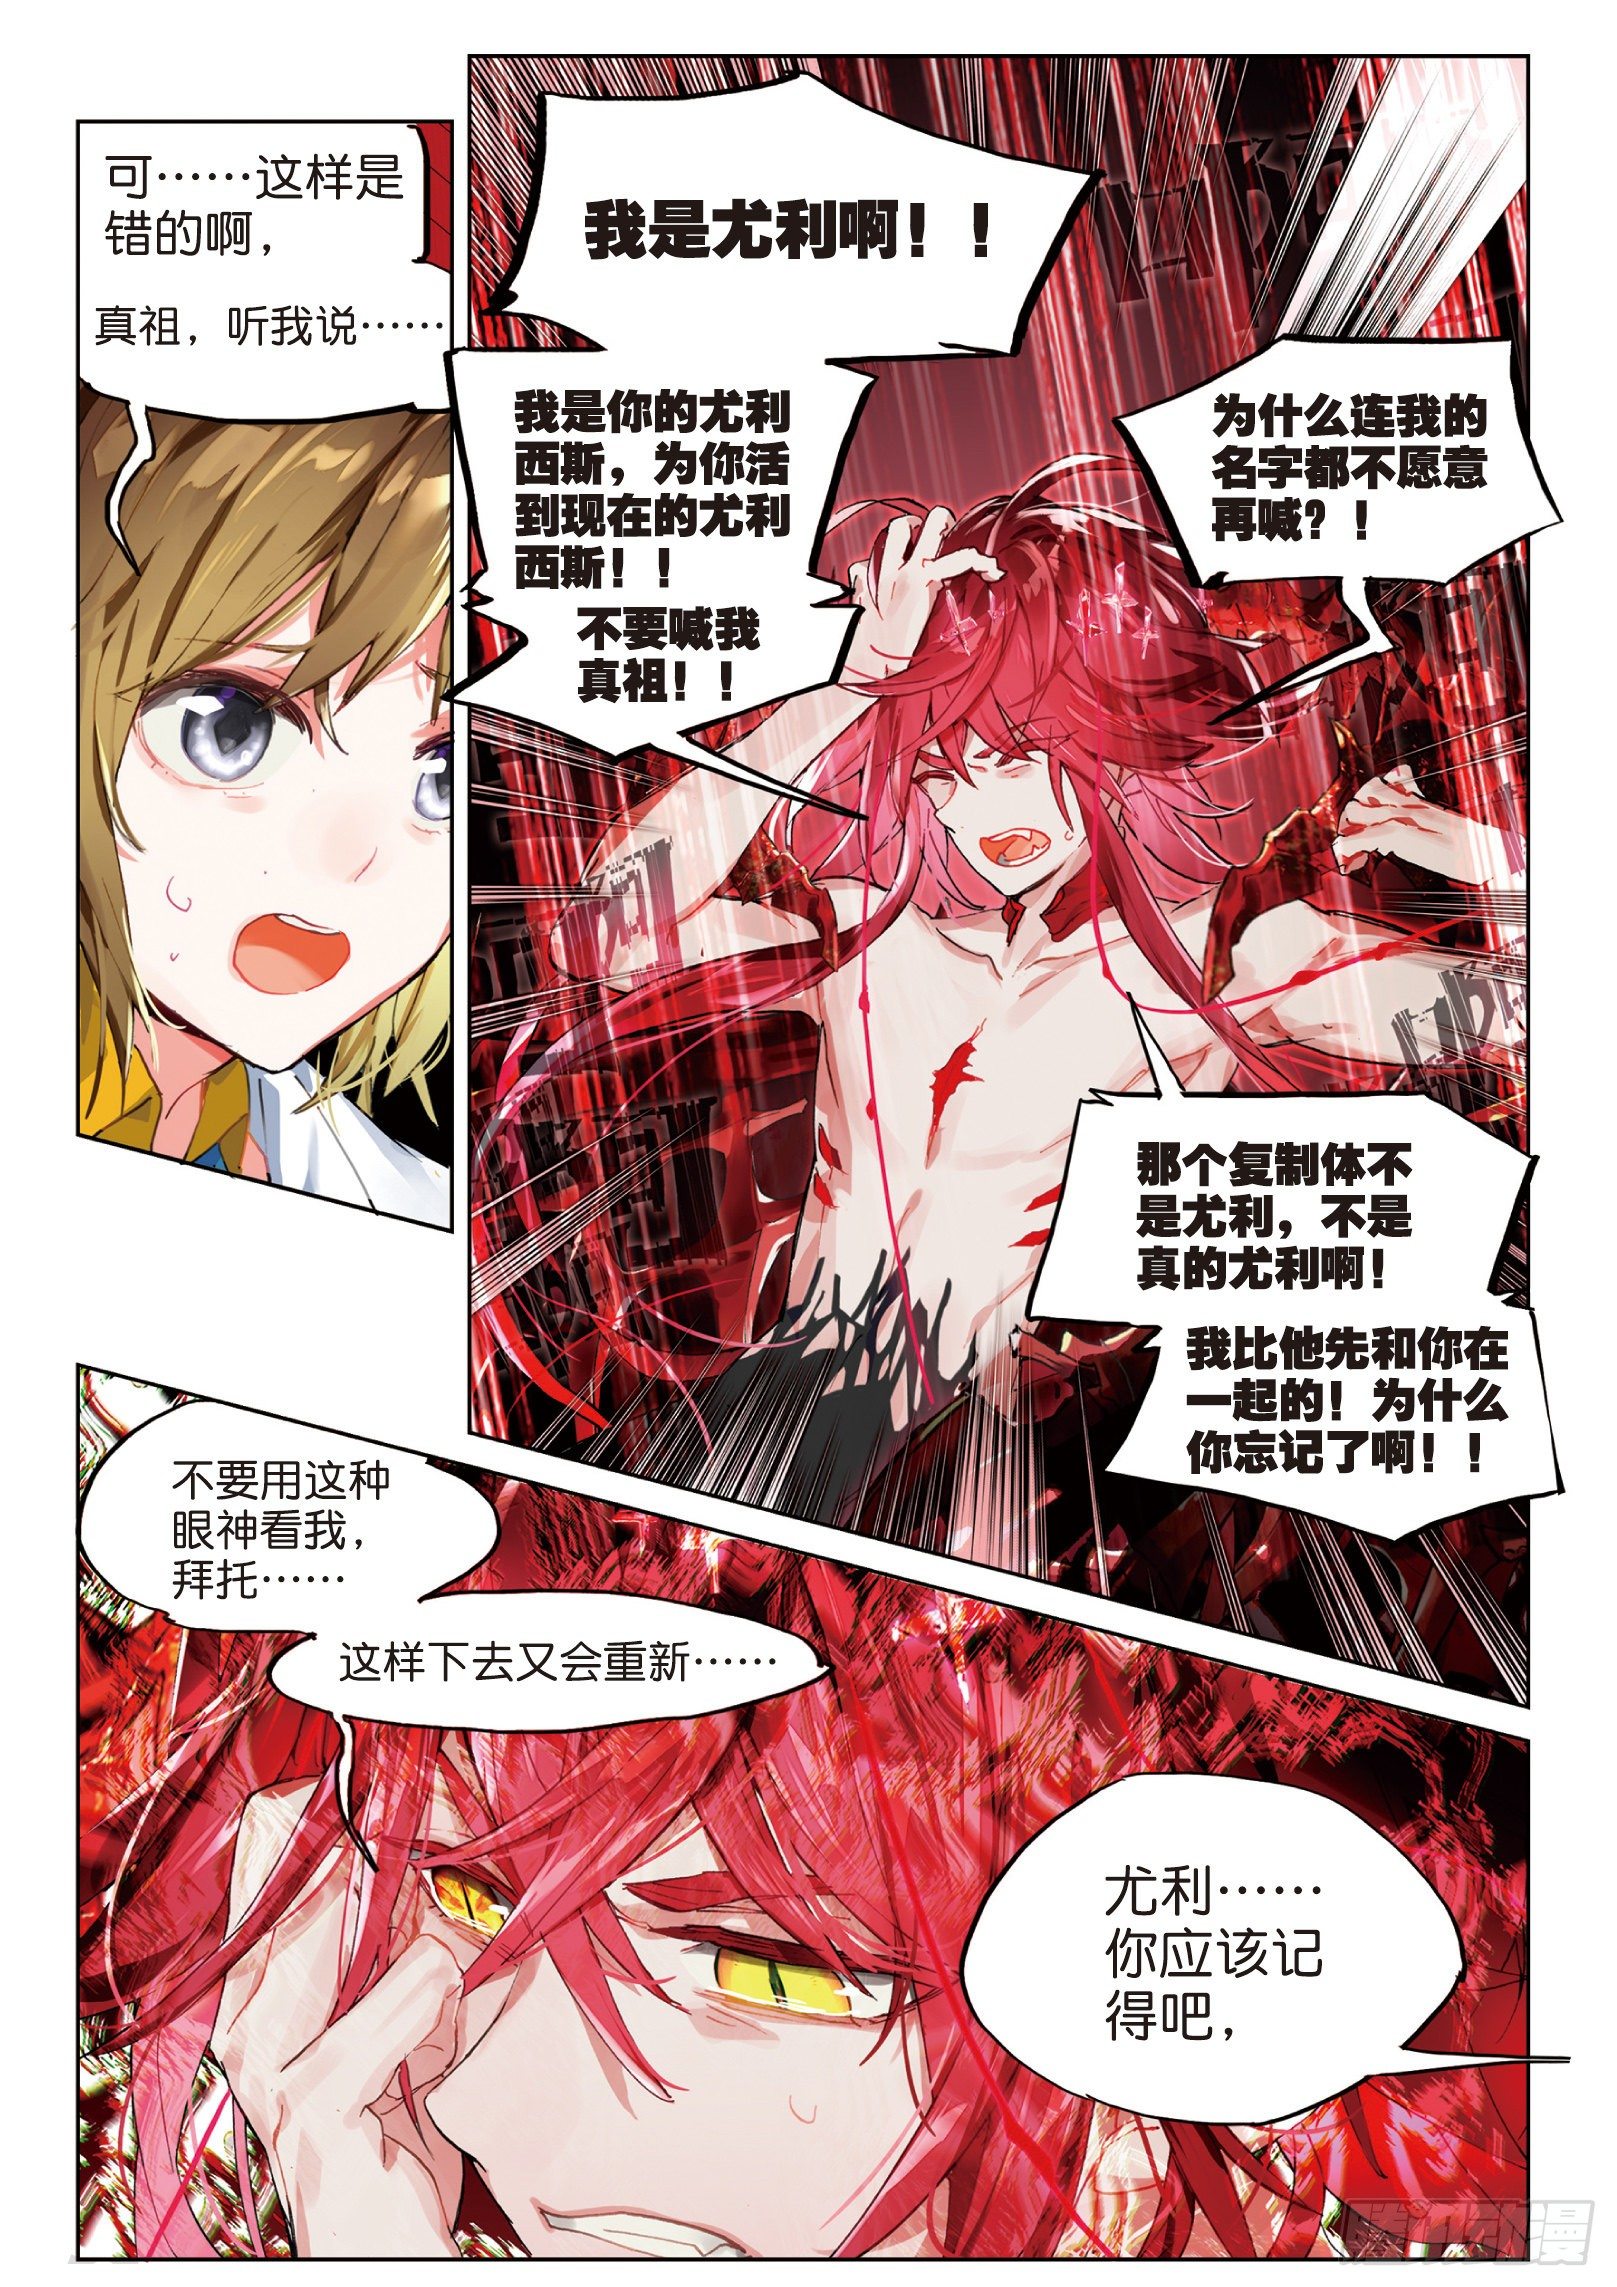 可……这样是
错的啊，
真祖，听我说……
我是尤利啊！！
我是你的尤利
西斯，为你活
到现在的尤利
西斯！！
不要喊我
真祖！！
为什么连我的
名字都不愿意
再喊？！
那个复制体不
是尤利，不是
真的尤利啊！
我比他先和你在
一起的！为什么
你忘记了啊！！
不要用这种
眼神看我，
拜托……
这样下去又会重新……
尤利……
你应该记
得吧，
腾讯动漫